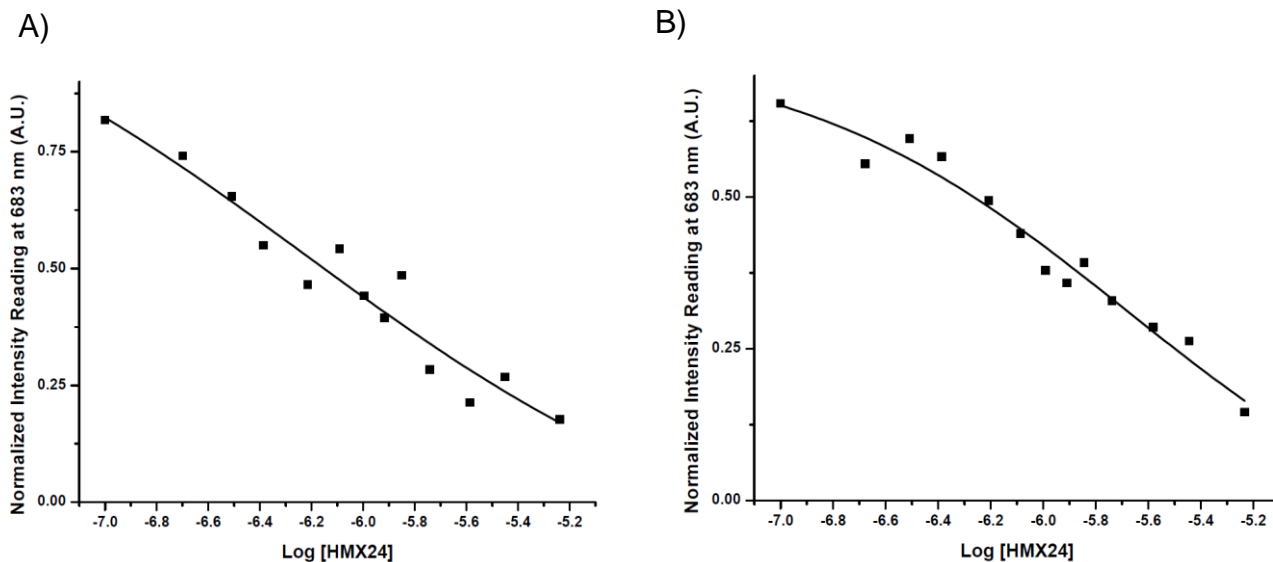 A)
Normalized Intensity Reading at 683 nm (A.U.)
0.75
0.50
0.25
0.00
-7.0 -6.8 -6.6 -6.4 -6.2 -6.0 -5.8 -5.6 -5.4 -5.2
Log [HMX24]
B)
Normalized Intensity Reading at 683 nm (A.U.)
0.50
0.25
0.00
-7.0 -6.8 -6.6 -6.4 -6.2 -6.0 -5.8 -5.6 -5.4 -5.2
Log [HMX24]